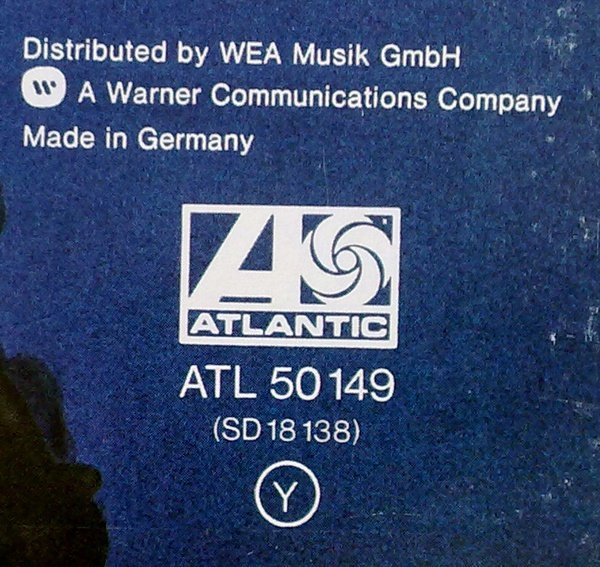 Distributed by WEA Musik GmbH
W A Warner Communications Company
Made in Germany
A
ATLANTIC
ATL 50149
(SD 18138)
Y